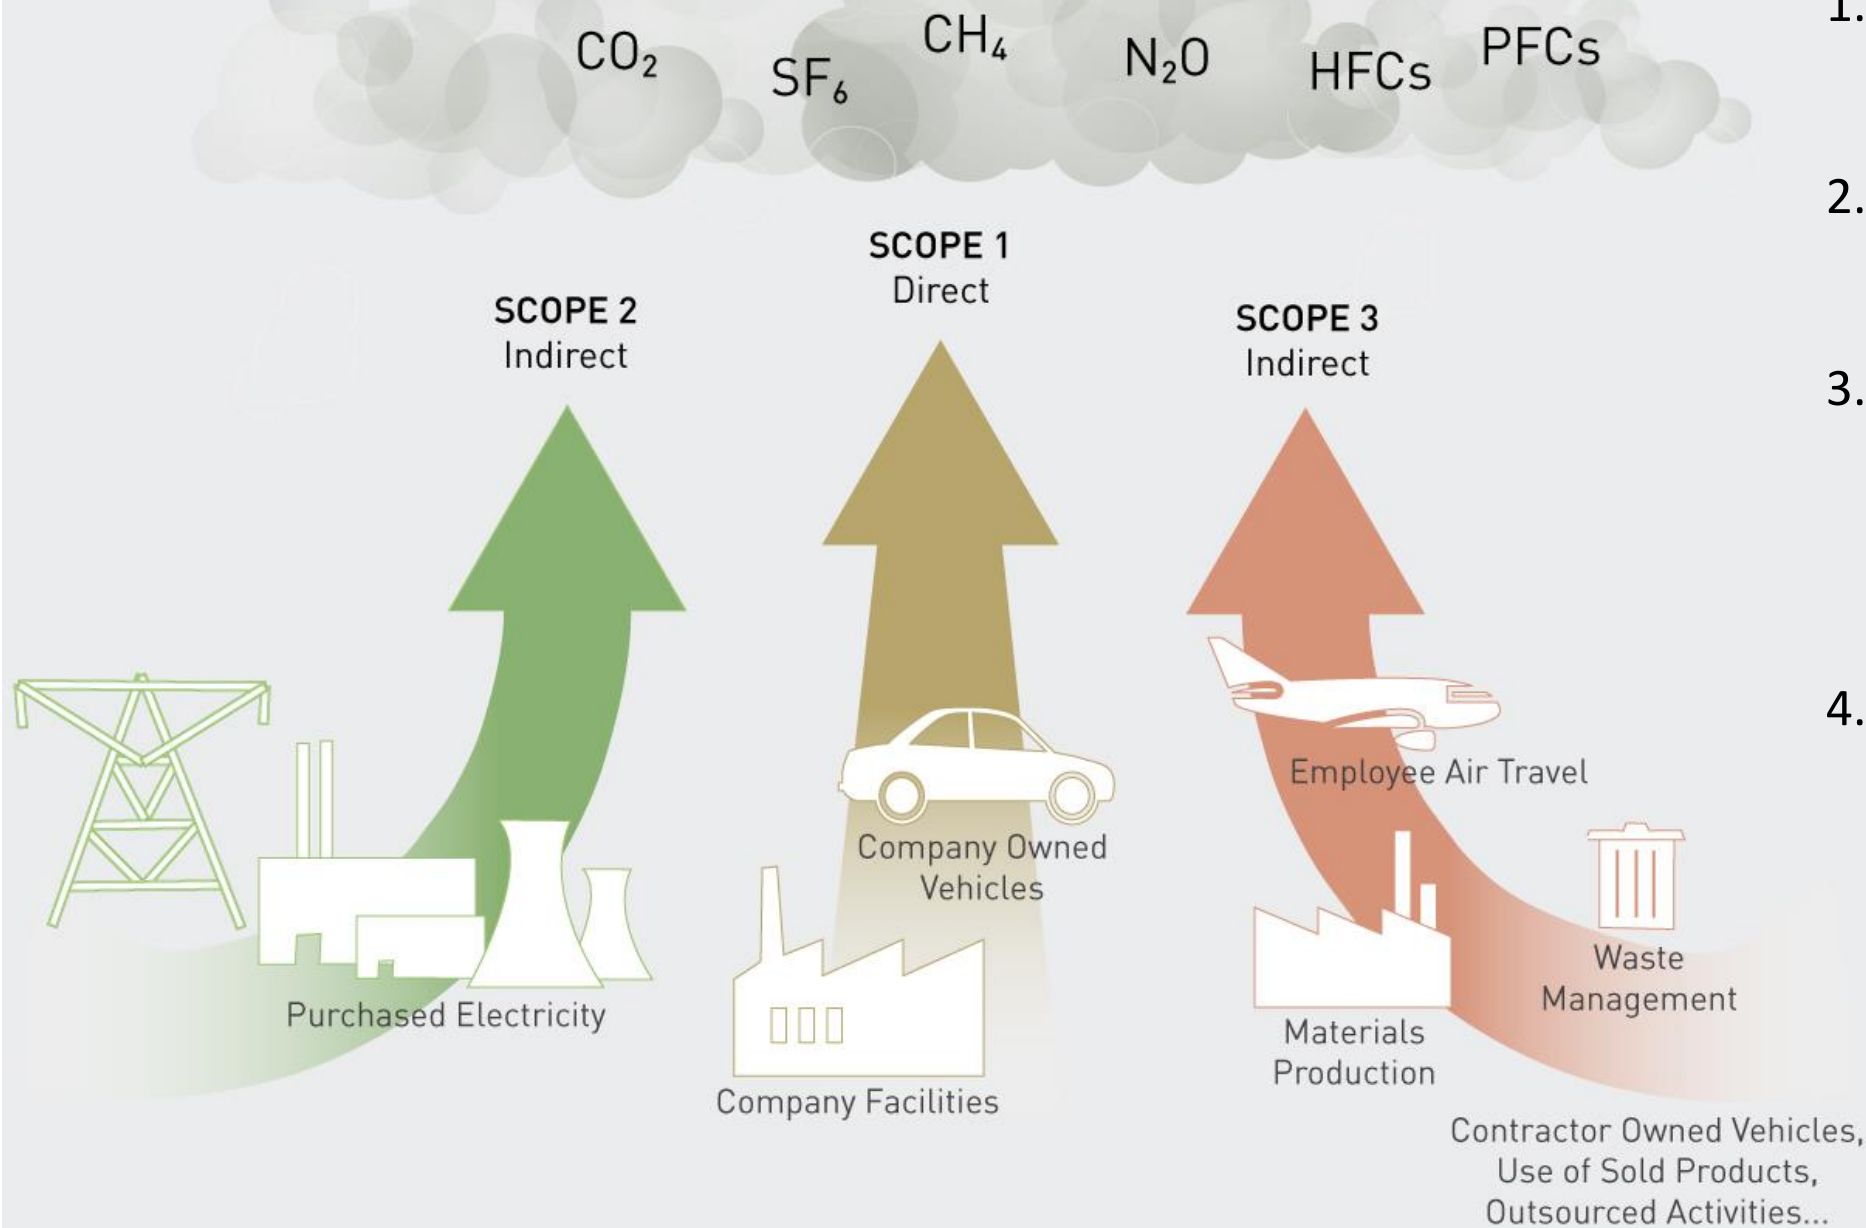 CO₂
SF₆
CH₄
N₂O
HFCs
PFCs
1.
2.
3.
4.
SCOPE 2
Indirect
SCOPE 1
Direct
SCOPE 3
Indirect
Purchased Electricity
Company Owned
Vehicles
Company Facilities
Employee Air Travel
Waste
Management
Materials
Production
Contractor Owned Vehicles,
Use of Sold Products,
Outsourced Activities...